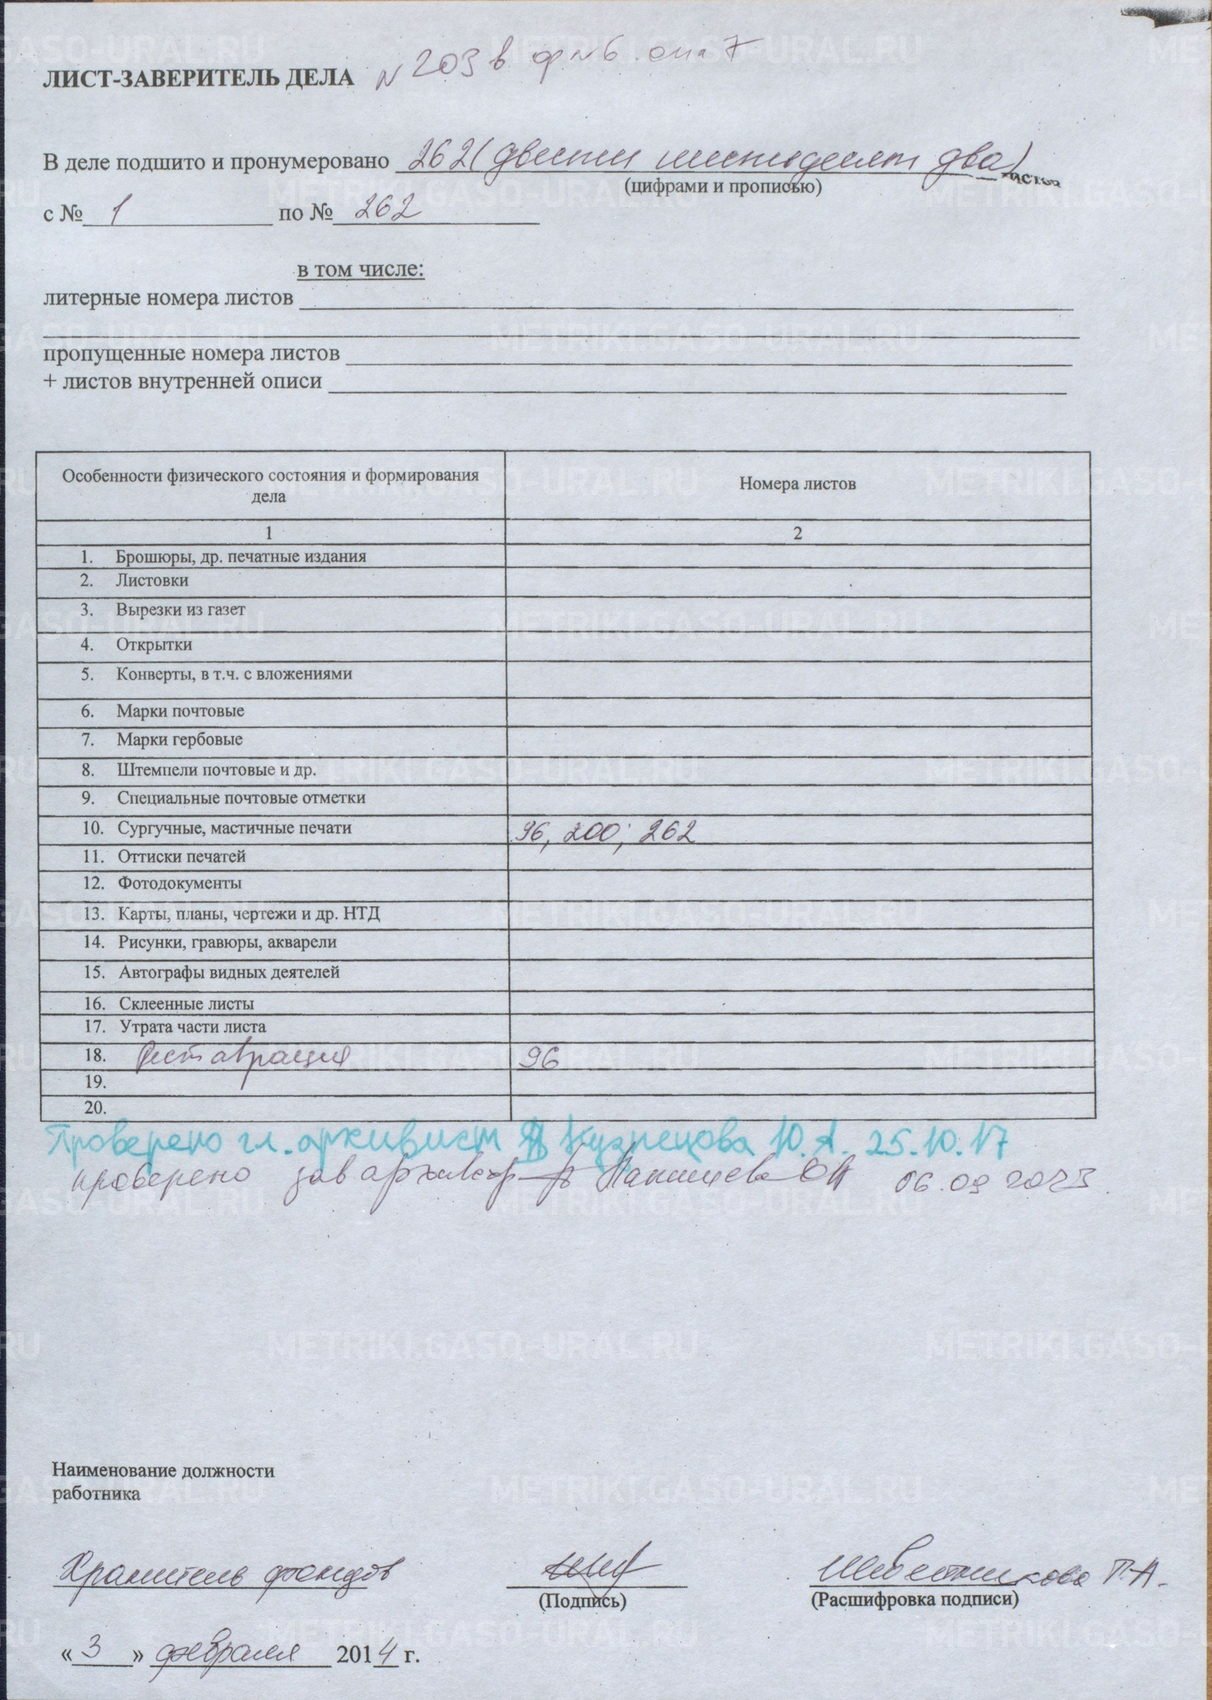 ЛИСТ-ЗАВЕРИТЕЛЬ ДЕЛА № 203 в ф № 6 оп. 7
В деле подшито и пронумеровано 262 (двести шестьдесят два) листов
(цифрами и прописью)
с № 1 по № 262
в том числе:
литерные номера листов
пропущенные номера листов
+ листов внутренней описи
Особенности физического состояния и формирования дела Номера листов
1 2
1. Брошюры, др. печатные издания
2. Листовки
3. Вырезки из газет
4. Открытки
5. Конверты, в т.ч. с вложениями
6. Марки почтовые
7. Марки гербовые
8. Штемпели почтовые и др.
9. Специальные почтовые отметки
10. Сургучные, мастичные печати 96, 200, 262
11. Оттиски печатей
12. Фотодокументы
13. Карты, планы, чертежи и др. НТД
14. Рисунки, гравюры, акварели
15. Автографы видных деятелей
16. Склеенные листы
17. Утрата части листа
18. Реставрация 96
19.
20.
Проверено гл. архивист Кузнецова Ю.А. 25.10.17
проверено зав архивохр 06.09 2023
Наименование должности
работника
Хранитель фондов
(Подпись) (Расшифровка подписи)
« 3 » февраля 2014 г.
METRIKI.GASO-URAL.RU